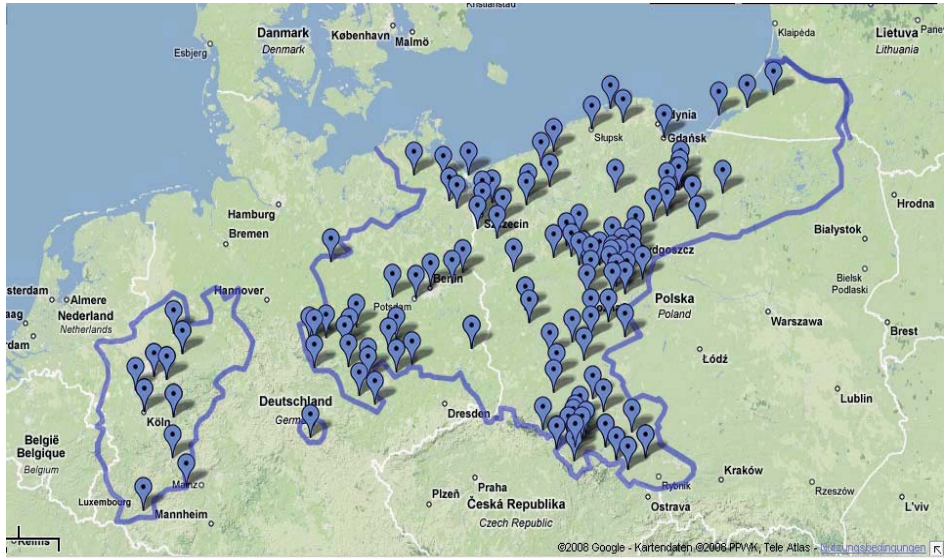 Kristianstad
Danmark
Denmark
København
Malmö
Esbjerg
Klaipėda
Lietuva
Lithuania
Słupsk
Gdańsk
Hamburg
Bremen
Hrodna
Białystok
Hannover
Almere
Nederland
Netherlands
Berlin
Potsdam
Polska
Poland
Warszawa
Bielsk
Podlaski
Brest
Łódź
Lublin
Köln
Deutschland
Dresden
België
Belgique
Belgium
Luxembourg
Mainz
Mannheim
Praha
Plzeň
Česká Republika
Czech Republic
Rybnik
Ostrava
Kraków
Rzeszów
L'viv
©2008 Google - Kartendaten ©2008 PPWK, Tele Atlas - Nutzungsbedingungen